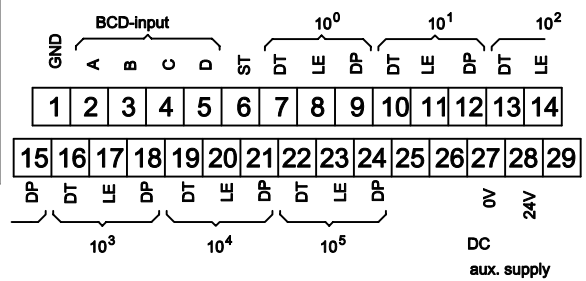 BCD-input 10⁰ 10¹ 10²
GND A B C D ST DT LE DP DT LE DP DT LE
1 2 3 4 5 6 7 8 9 10 11 12 13 14
15 16 17 18 19 20 21 22 23 24 25 26 27 28 29
DP DT LE DP DT LE DP DT LE DP 0V 24V
10³ 10⁴ 10⁵ DC
aux. supply